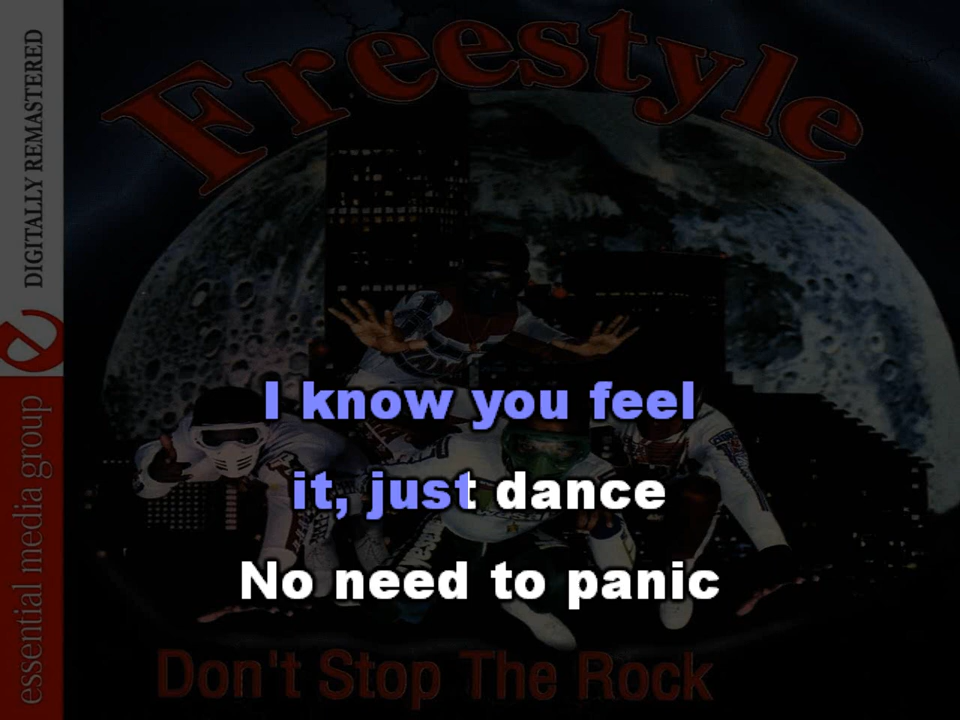 Freestyle
DIGITALLY REMASTERED
essential media group
I know you feel
it, just dance
No need to panic
Don't Stop The Rock